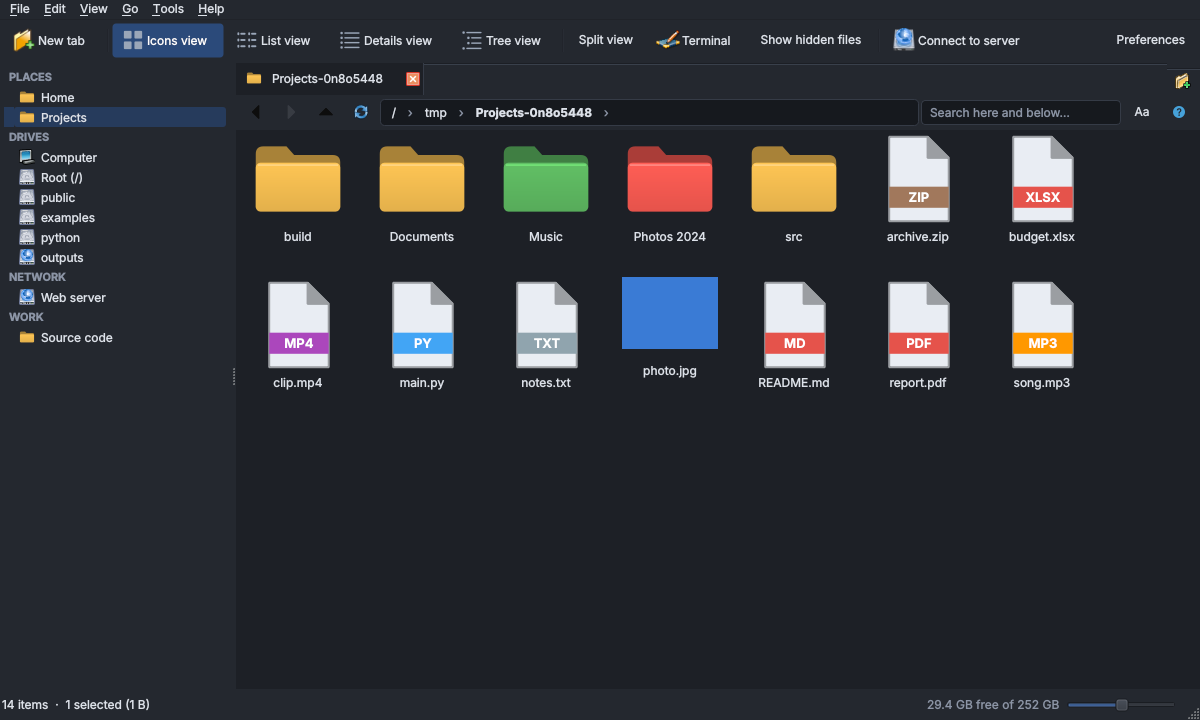 File Edit View Go Tools Help
New tab Icons view List view Details view Tree view Split view Terminal Show hidden files Connect to server Preferences
PLACES
Home
Projects
DRIVES
Computer
Root (/)
public
examples
python
outputs
NETWORK
Web server
WORK
Source code
Projects-0n8o5448
/ › tmp › Projects-0n8o5448 › Search here and below... Aa ?
ZIP XLSX
build Documents Music Photos 2024 src archive.zip budget.xlsx
MP4 PY TXT MD PDF MP3
clip.mp4 main.py notes.txt photo.jpg README.md report.pdf song.mp3
14 items · 1 selected (1 B) 29.4 GB free of 252 GB